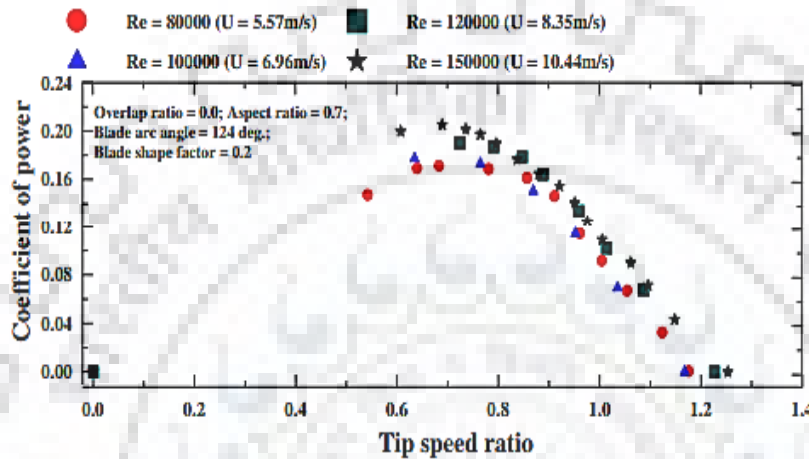 Re = 80000 (U = 5.57m/s)
Re = 120000 (U = 8.35m/s)
Re = 100000 (U = 6.96m/s)
Re = 150000 (U = 10.44m/s)
0.24
Overlap ratio = 0.0; Aspect ratio = 0.7;
Blade arc angle = 124 deg.;
Blade shape factor = 0.2
0.20
0.16
0.12
0.08
0.04
0.00
Coefficient of power
0.0 0.2 0.4 0.6 0.8 1.0 1.2 1.4
Tip speed ratio